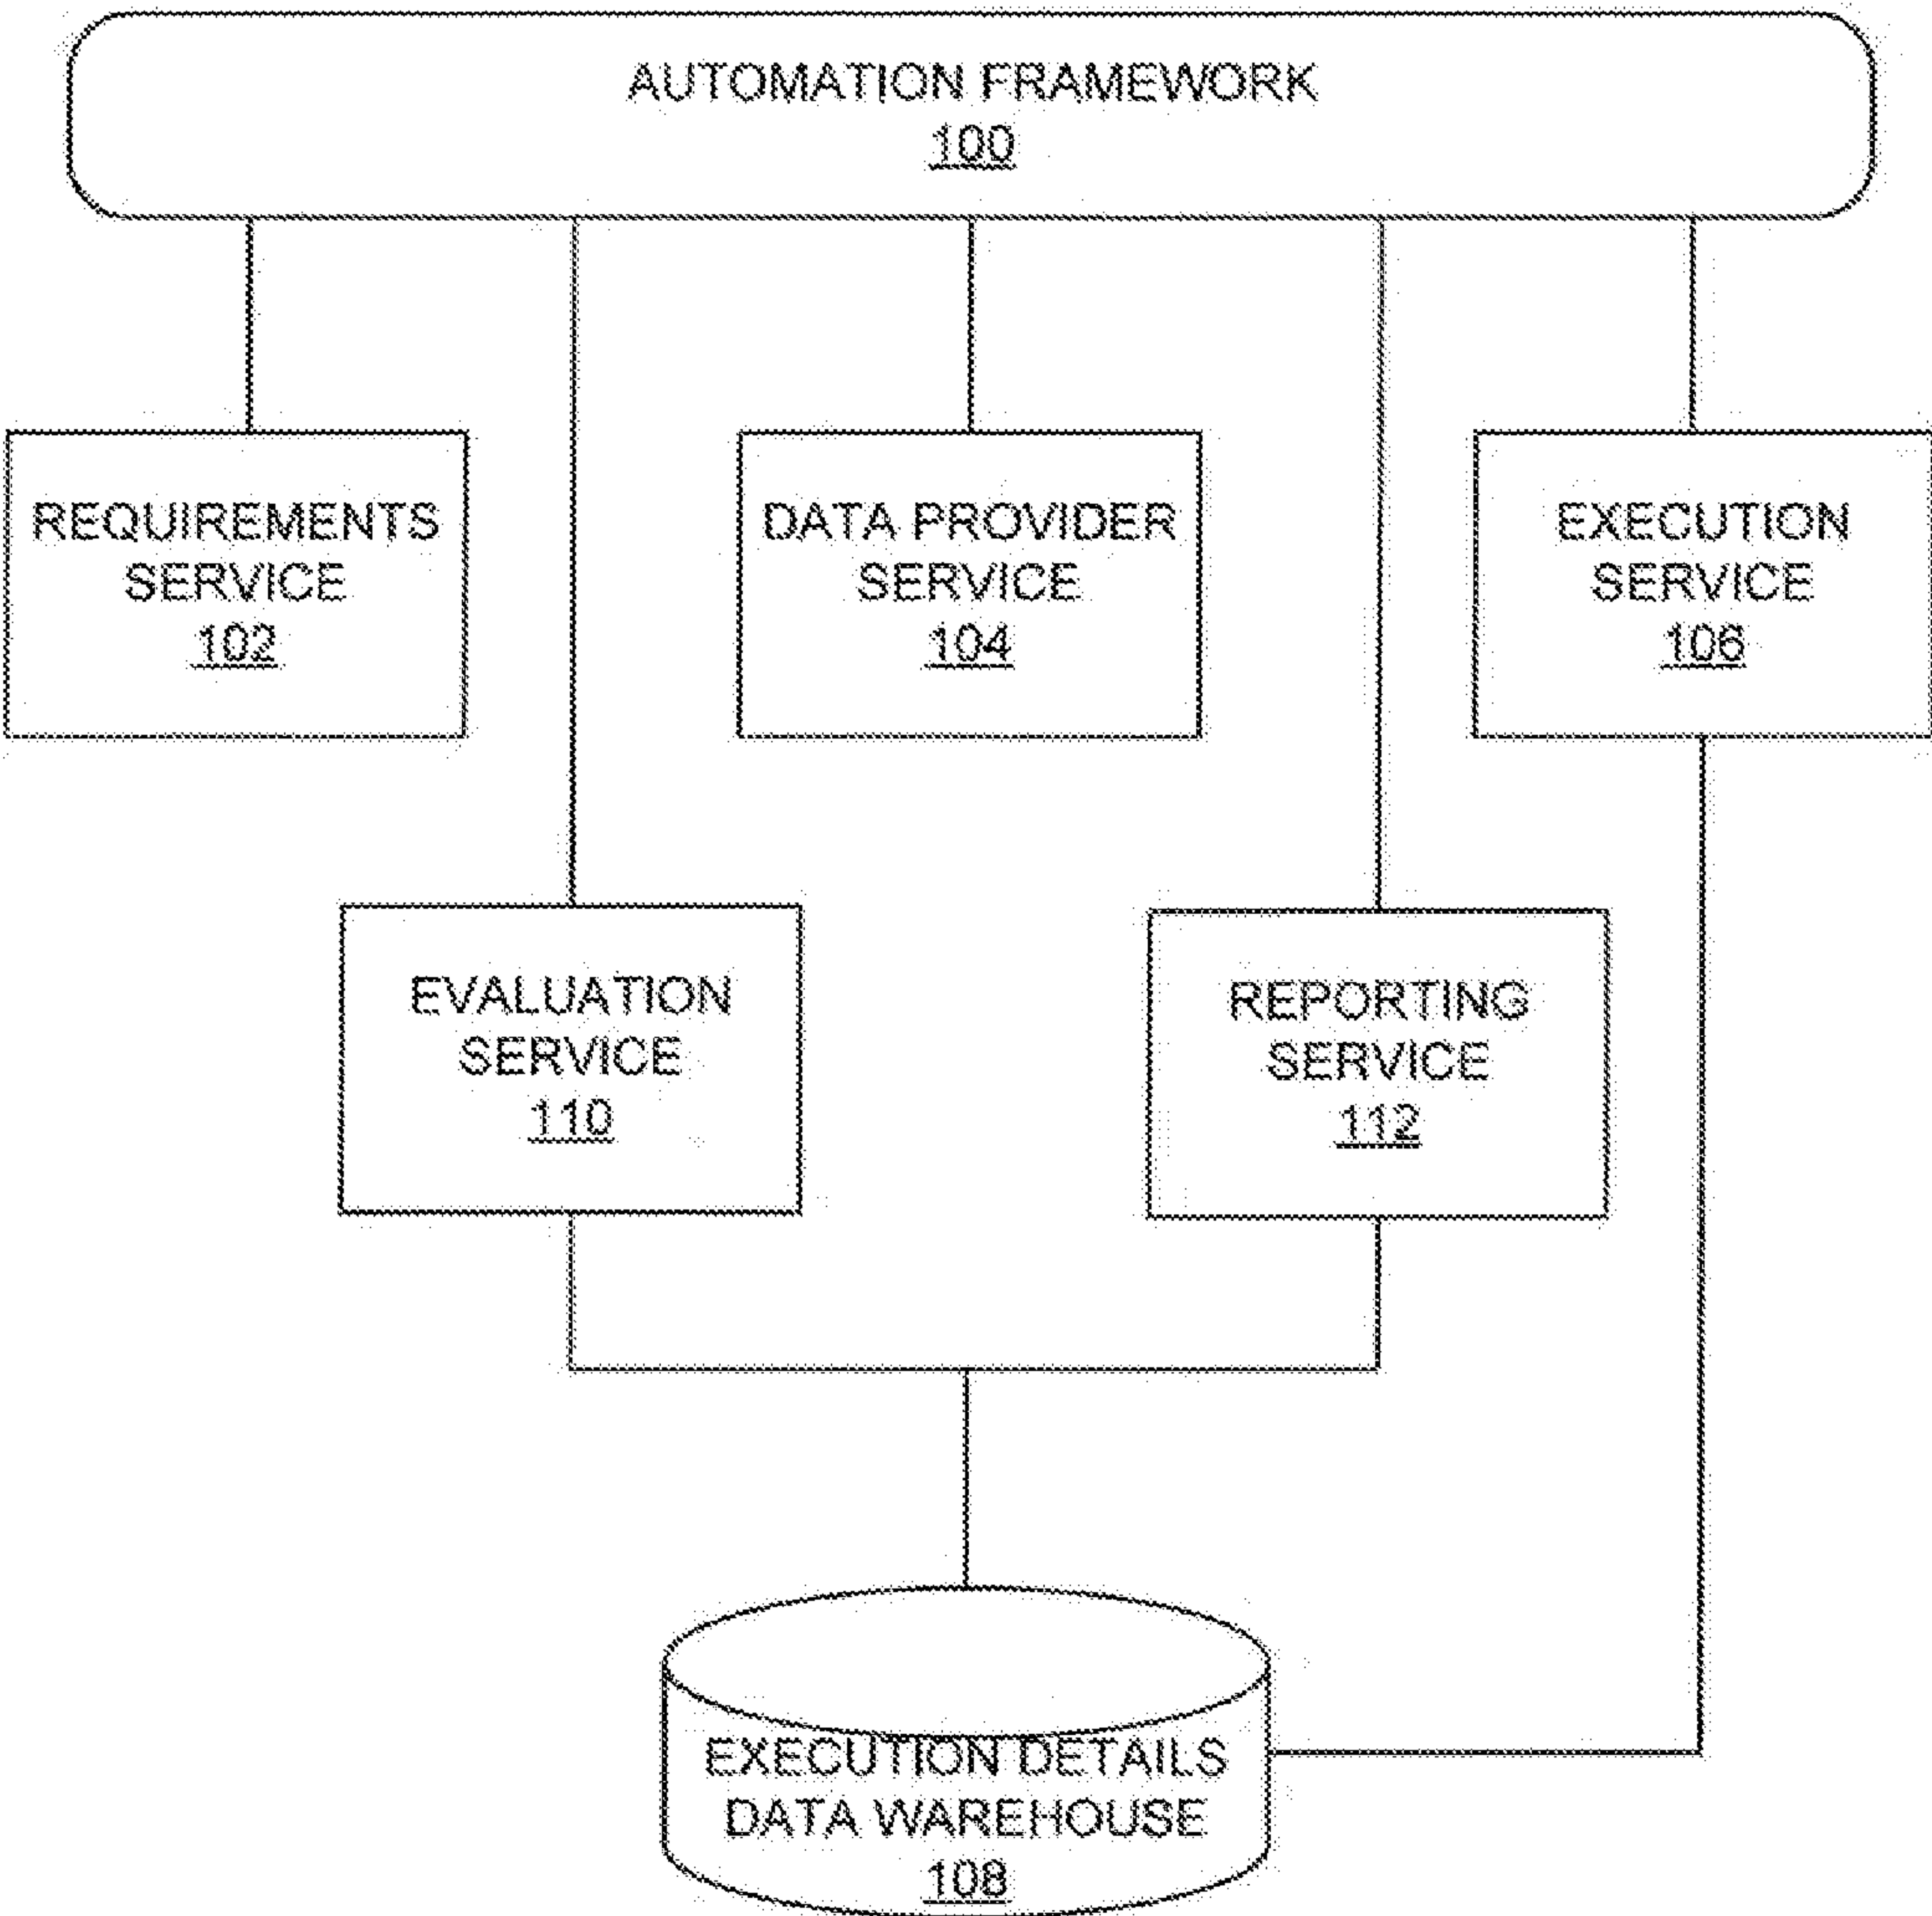 AUTOMATION FRAMEWORK
100
REQUIREMENTS
SERVICE
102
DATA PROVIDER
SERVICE
104
EXECUTION
SERVICE
106
EVALUATION
SERVICE
110
REPORTING
SERVICE
112
EXECUTION DETAILS
DATA WAREHOUSE
108